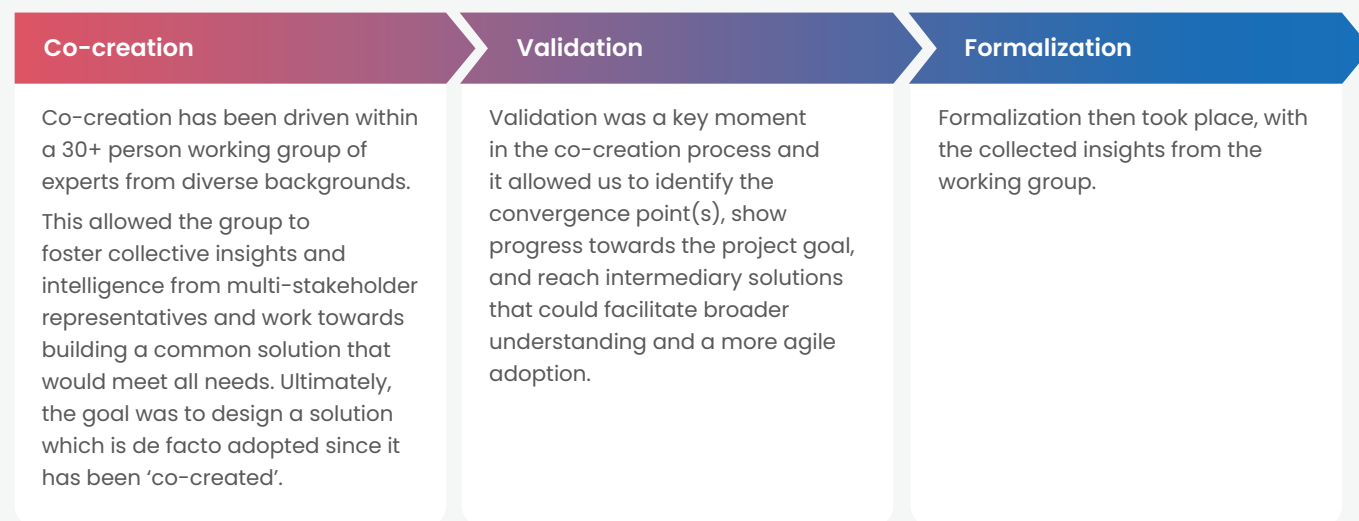 Co-creation
Co-creation has been driven within
a 30+ person working group of
experts from diverse backgrounds.
This allowed the group to
foster collective insights and
intelligence from multi-stakeholder
representatives and work towards
building a common solution that
would meet all needs. Ultimately,
the goal was to design a solution
which is de facto adopted since it
has been ‘co-created’.
Validation
Validation was a key moment
in the co-creation process and
it allowed us to identify the
convergence point(s), show
progress towards the project goal,
and reach intermediary solutions
that could facilitate broader
understanding and a more agile
adoption.
Formalization
Formalization then took place, with
the collected insights from the
working group.